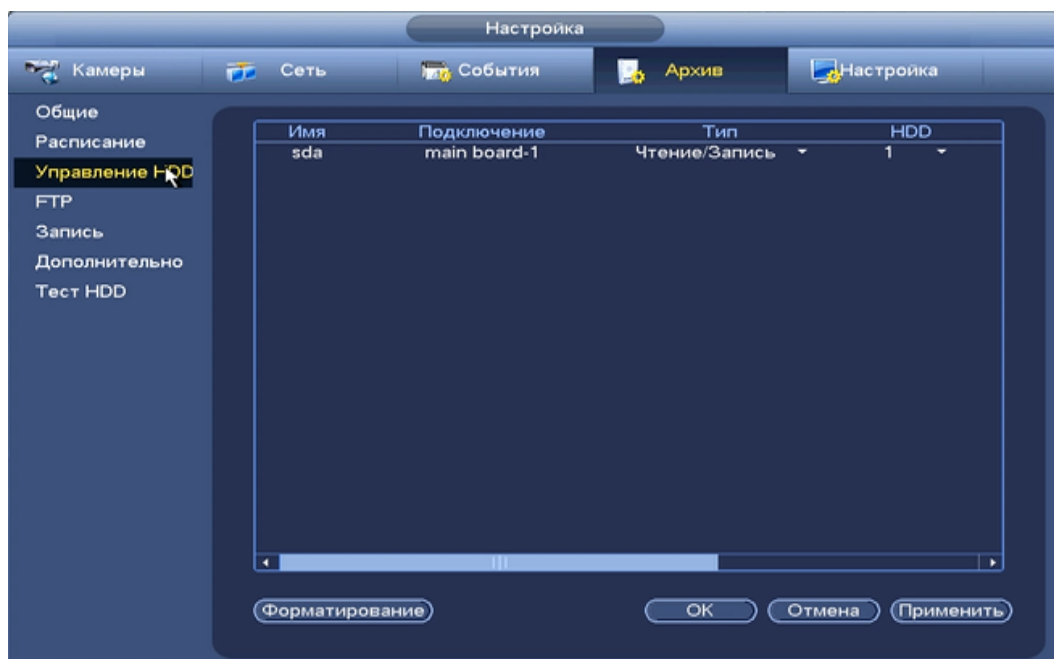 Настройка
Камеры Сеть События Архив Настройка
Общие
Расписание
Управление HDD
FTP
Запись
Дополнительно
Тест HDD
Имя Подключение Тип HDD
sda main board-1 Чтение/Запись 1
Форматирование OK Отмена Применить